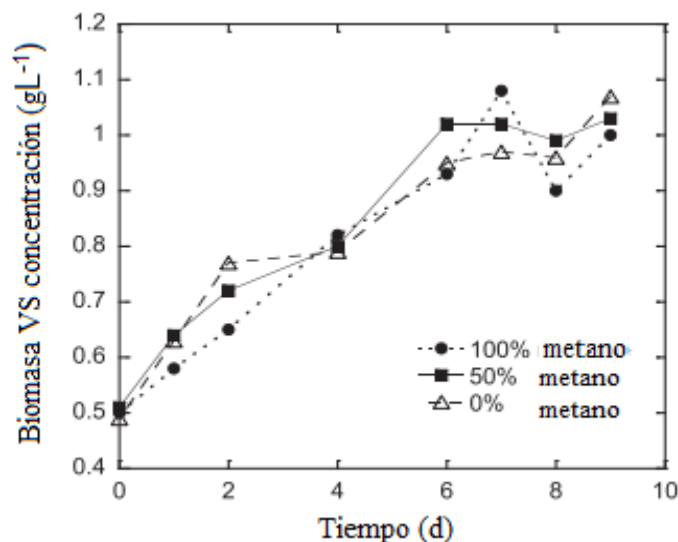 1.2
1.1
1
0.9
0.8
0.7
0.6
0.5
0.4
Biomasa VS concentración (gL⁻¹)
100% metano
50% metano
0% metano
0 2 4 6 8 10
Tiempo (d)